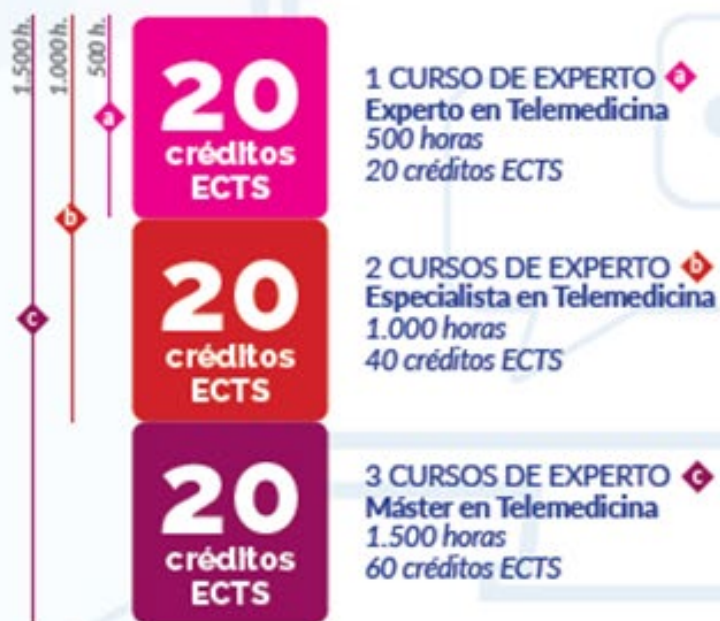 1.500 h.
1.000 h.
500 h.
a
b
c
20
créditos
ECTS
1 CURSO DE EXPERTO a
Experto en Telemedicina
500 horas
20 créditos ECTS
20
créditos
ECTS
2 CURSOS DE EXPERTO b
Especialista en Telemedicina
1.000 horas
40 créditos ECTS
20
créditos
ECTS
3 CURSOS DE EXPERTO c
Máster en Telemedicina
1.500 horas
60 créditos ECTS